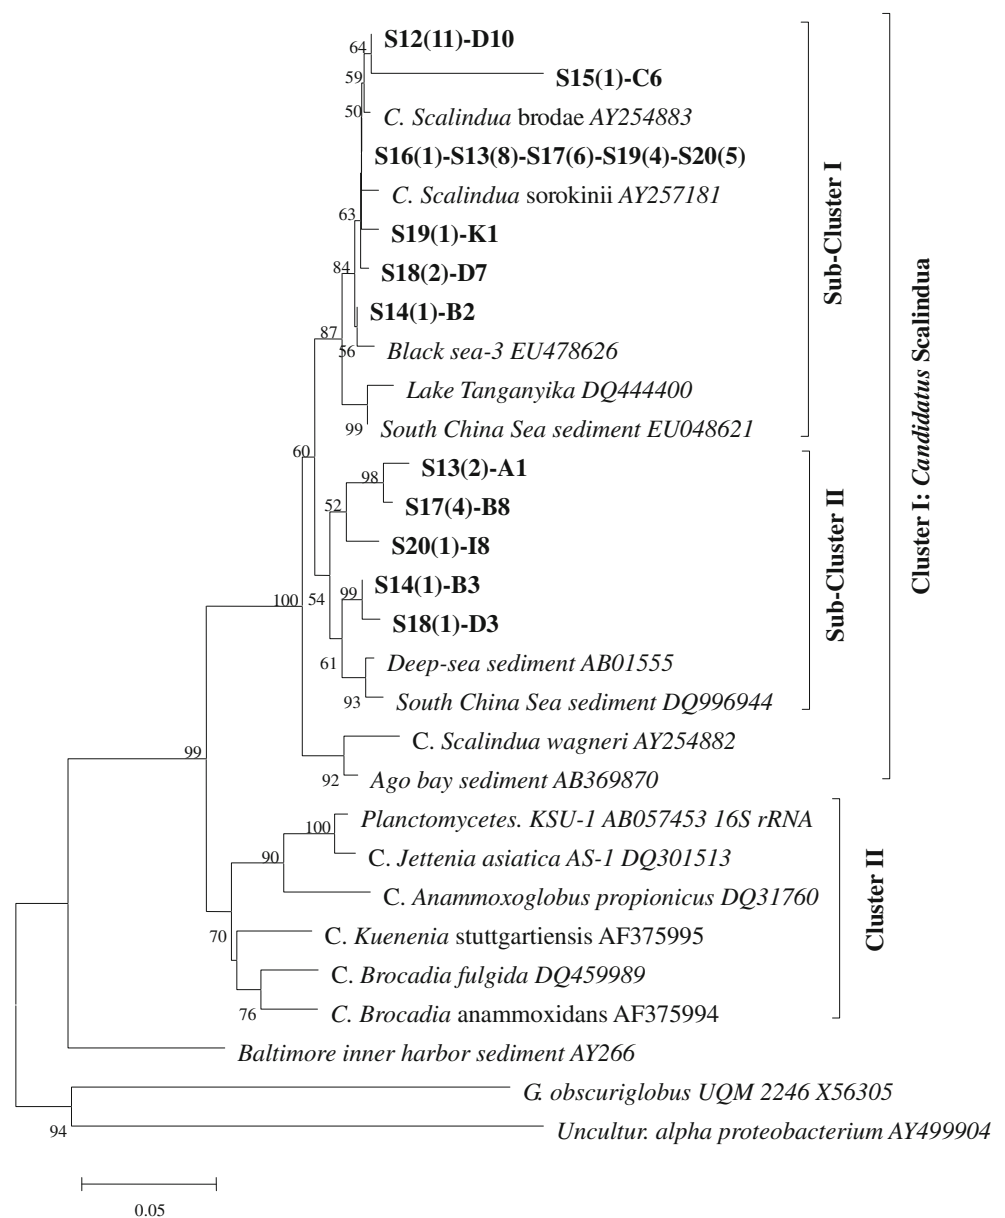 S12(11)-D10
64
S15(1)-C6
59
50
C. Scalindua brodae AY254883
S16(1)-S13(8)-S17(6)-S19(4)-S20(5)
C. Scalindua sorokinii AY257181
63
S19(1)-K1
84
S18(2)-D7
S14(1)-B2
87
56
Black sea-3 EU478626
Lake Tanganyika DQ444400
99
South China Sea sediment EU048621
Sub-Cluster I
60
S13(2)-A1
98
52
S17(4)-B8
S20(1)-I8
100
54
99
S14(1)-B3
S18(1)-D3
61
Deep-sea sediment AB01555
93
South China Sea sediment DQ996944
Sub-Cluster II
99
C. Scalindua wagneri AY254882
92
Ago bay sediment AB369870
Cluster I: Candidatus Scalindua
Planctomycetes. KSU-1 AB057453 16S rRNA
100
90
C. Jettenia asiatica AS-1 DQ301513
C. Anammoxoglobus propionicus DQ31760
70
C. Kuenenia stuttgartiensis AF375995
C. Brocadia fulgida DQ459989
76
C. Brocadia anammoxidans AF375994
Cluster II
Baltimore inner harbor sediment AY266
G. obscuriglobus UQM 2246 X56305
94
Uncultur. alpha proteobacterium AY499904
0.05